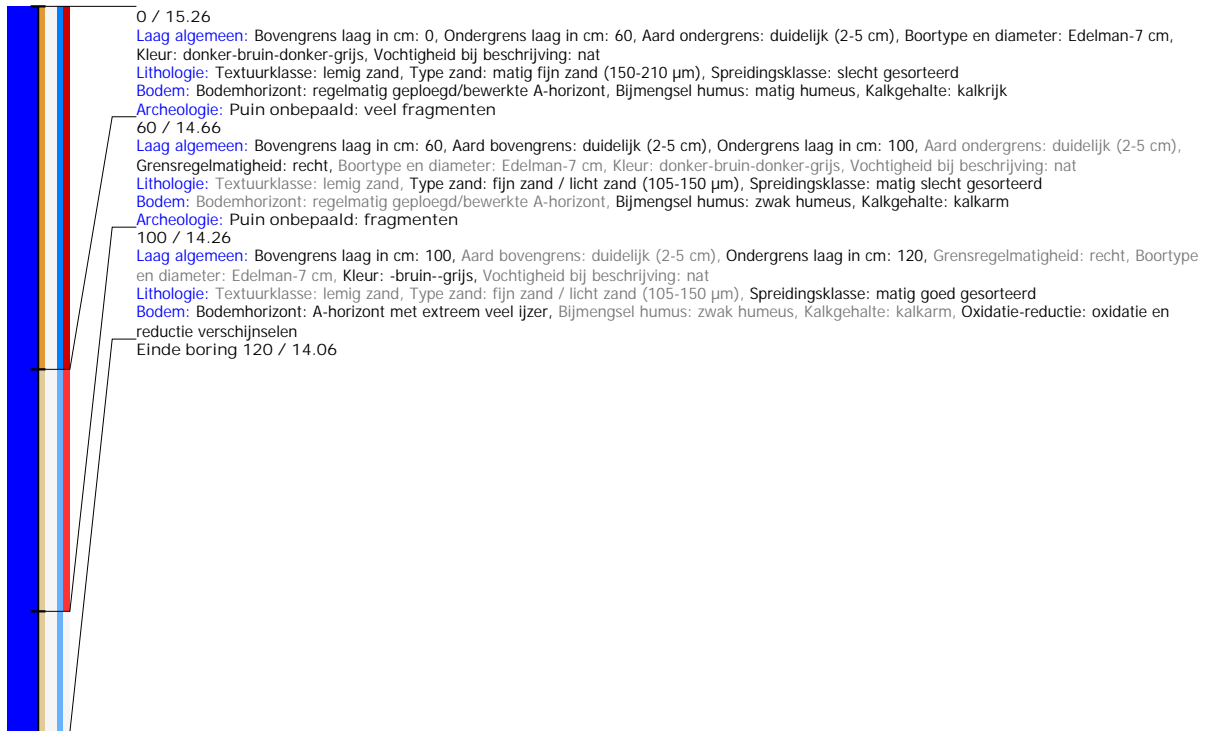 0 / 15.26
Laag algemeen: Bovengrens laag in cm: 0, Ondergrens laag in cm: 60, Aard ondergrens: duidelijk (2-5 cm), Boortype en diameter: Edelman-7 cm,
Kleur: donker-bruin-donker-grijs, Vochtigheid bij beschrijving: nat
Lithologie: Textuurklasse: lemig zand, Type zand: matig fijn zand (150-210 µm), Spreidingsklasse: slecht gesorteerd
Bodem: Bodemhorizont: regelmatig geploegd/bewerkte A-horizont, Bijmengsel humus: matig humeus, Kalkgehalte: kalkrijk
Archeologie: Puin onbepaald: veel fragmenten
60 / 14.66
Laag algemeen: Bovengrens laag in cm: 60, Aard bovengrens: duidelijk (2-5 cm), Ondergrens laag in cm: 100, Aard ondergrens: duidelijk (2-5 cm),
Grensregelmatigheid: recht, Boortype en diameter: Edelman-7 cm, Kleur: donker-bruin-donker-grijs, Vochtigheid bij beschrijving: nat
Lithologie: Textuurklasse: lemig zand, Type zand: fijn zand / licht zand (105-150 µm), Spreidingsklasse: matig slecht gesorteerd
Bodem: Bodemhorizont: regelmatig geploegd/bewerkte A-horizont, Bijmengsel humus: zwak humeus, Kalkgehalte: kalkarm
Archeologie: Puin onbepaald: fragmenten
100 / 14.26
Laag algemeen: Bovengrens laag in cm: 100, Aard bovengrens: duidelijk (2-5 cm), Ondergrens laag in cm: 120, Grensregelmatigheid: recht, Boortype
en diameter: Edelman-7 cm, Kleur: -bruin--grijs, Vochtigheid bij beschrijving: nat
Lithologie: Textuurklasse: lemig zand, Type zand: fijn zand / licht zand (105-150 µm), Spreidingsklasse: matig goed gesorteerd
Bodem: Bodemhorizont: A-horizont met extreem veel ijzer, Bijmengsel humus: zwak humeus, Kalkgehalte: kalkarm, Oxidatie-reductie: oxidatie en
reductie verschijnselen
Einde boring 120 / 14.06